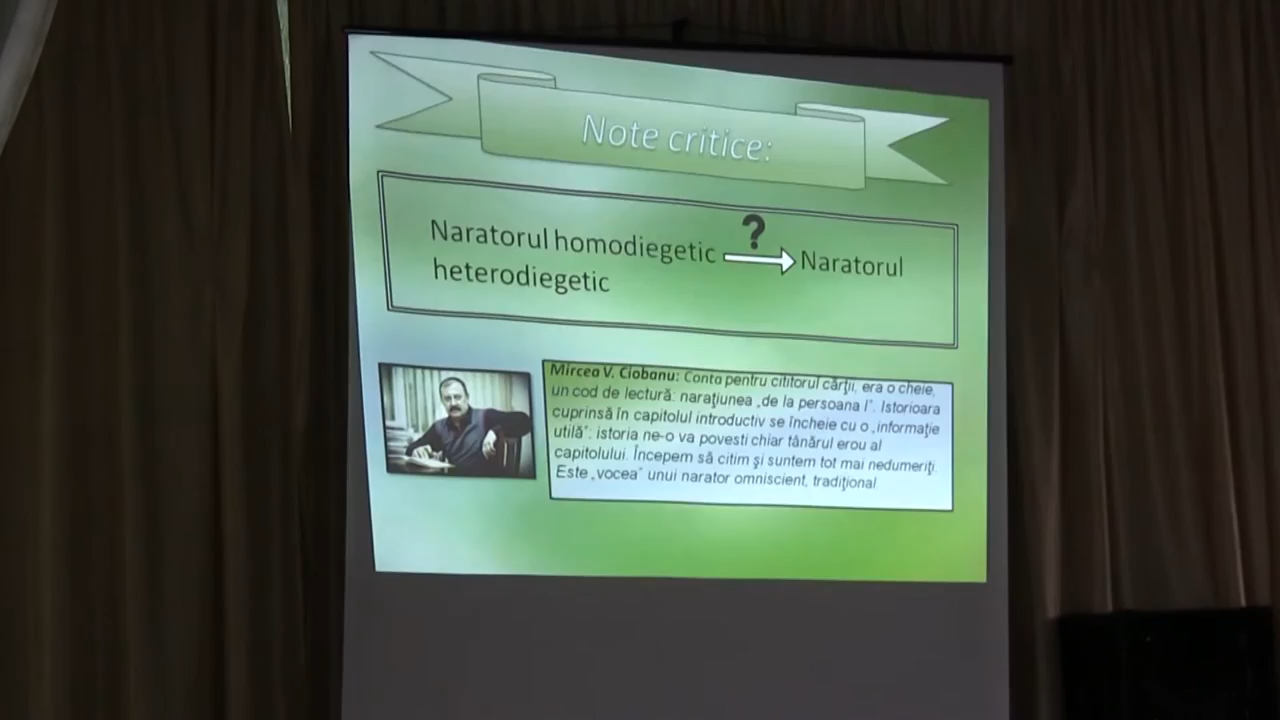 Note critice:
?
Naratorul homodiegetic Naratorul
heterodiegetic
Mircea V. Ciobanu: Conta pentru cititorul cărţii, era o cheie,
un cod de lectură: naraţiunea „de la persoana I”. Istorioara
cuprinsă în capitolul introductiv se încheie cu o „informaţie
utilă”: istoria ne-o va povesti chiar tânărul erou al
capitolului. Începem să citim şi suntem tot mai nedumeriţi.
Este „vocea” unui narator omniscient, tradiţional.